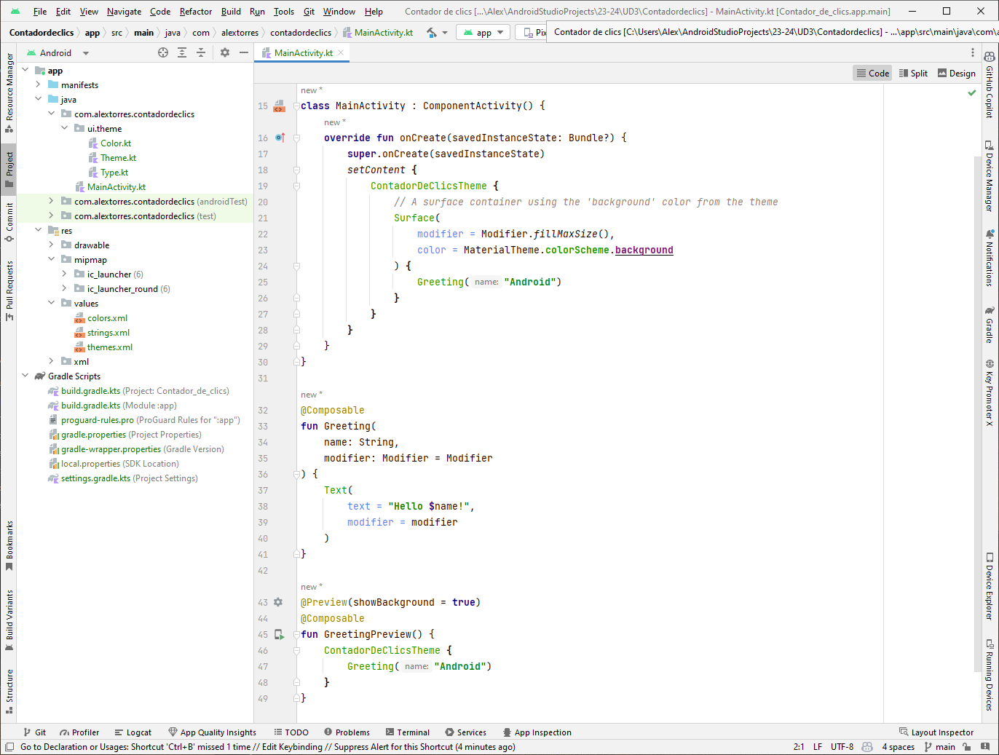 File Edit View Navigate Code Refactor Build Run Tools Git Window Help Contador de clics [...\Alex\AndroidStudioProjects\23-24\UD3\Contadordeclics] - MainActivity.kt [Contador_de_clics.app.main]
Contadordeclics app src main java com alextorres contadordeclics MainActivity.kt app Pix
Contador de clics [C:\Users\Alex\AndroidStudioProjects\23-24\UD3\Contadordeclics] - ...\app\src\main\java\com\a
Android
MainActivity.kt
Code Split Design
Resource Manager
Project
Commit
Pull Requests
Bookmarks
Build Variants
Structure
app
manifests
java
com.alextorres.contadordeclics
ui.theme
Color.kt
Theme.kt
Type.kt
MainActivity.kt
com.alextorres.contadordeclics (androidTest)
com.alextorres.contadordeclics (test)
res
drawable
mipmap
ic_launcher (6)
ic_launcher_round (6)
values
colors.xml
strings.xml
themes.xml
xml
Gradle Scripts
build.gradle.kts (Project: Contador_de_clics)
build.gradle.kts (Module :app)
proguard-rules.pro (ProGuard Rules for ":app")
gradle.properties (Project Properties)
gradle-wrapper.properties (Gradle Version)
local.properties (SDK Location)
settings.gradle.kts (Project Settings)
new *
15 class MainActivity : ComponentActivity() {
new *
16 override fun onCreate(savedInstanceState: Bundle?) {
17 super.onCreate(savedInstanceState)
18 setContent {
19 ContadorDeClicsTheme {
20 // A surface container using the 'background' color from the theme
21 Surface(
22 modifier = Modifier.fillMaxSize(),
23 color = MaterialTheme.colorScheme.background
24 ) {
25 Greeting( name: "Android")
26 }
27 }
28 }
29 }
30 }
31
new *
32 @Composable
33 fun Greeting(
34 name: String,
35 modifier: Modifier = Modifier
36 ) {
37 Text(
38 text = "Hello $name!",
39 modifier = modifier
40 )
41 }
42
new *
43 @Preview(showBackground = true)
44 @Composable
45 fun GreetingPreview() {
46 ContadorDeClicsTheme {
47 Greeting( name: "Android")
48 }
49 }
GitHub Copilot
Device Manager
Notifications
Gradle
Key Promoter X
Device Explorer
Running Devices
Git Profiler Logcat App Quality Insights TODO Problems Terminal Services App Inspection Layout Inspector
Go to Declaration or Usages: Shortcut 'Ctrl+B' missed 1 time // Edit Keybinding // Suppress Alert for this Shortcut (4 minutes ago) 2:1 LF UTF-8 4 spaces main